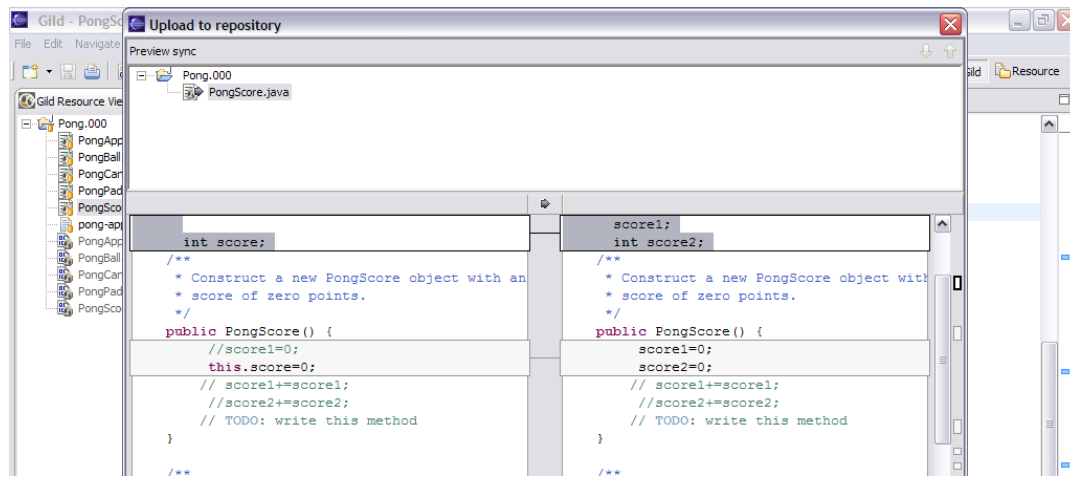 Gild - PongSc
Upload to repository
File Edit Navigate
Preview sync
Gild Resource
Gild Resource Vie
Pong.000
PongApp
PongBall
PongCar
PongPad
PongSco
pong-app
PongApp
PongBall
PongCar
PongPad
PongSco
Pong.000
PongScore.java
int score;
/**
* Construct a new PongScore object with an
* score of zero points.
*/
public PongScore() {
//score1=0;
this.score=0;
// score1+=score1;
//score2+=score2;
// TODO: write this method
}
/**
score1;
int score2;
/**
* Construct a new PongScore object with
* score of zero points.
*/
public PongScore() {
score1=0;
score2=0;
// score1+=score1;
//score2+=score2;
// TODO: write this method
}
/**